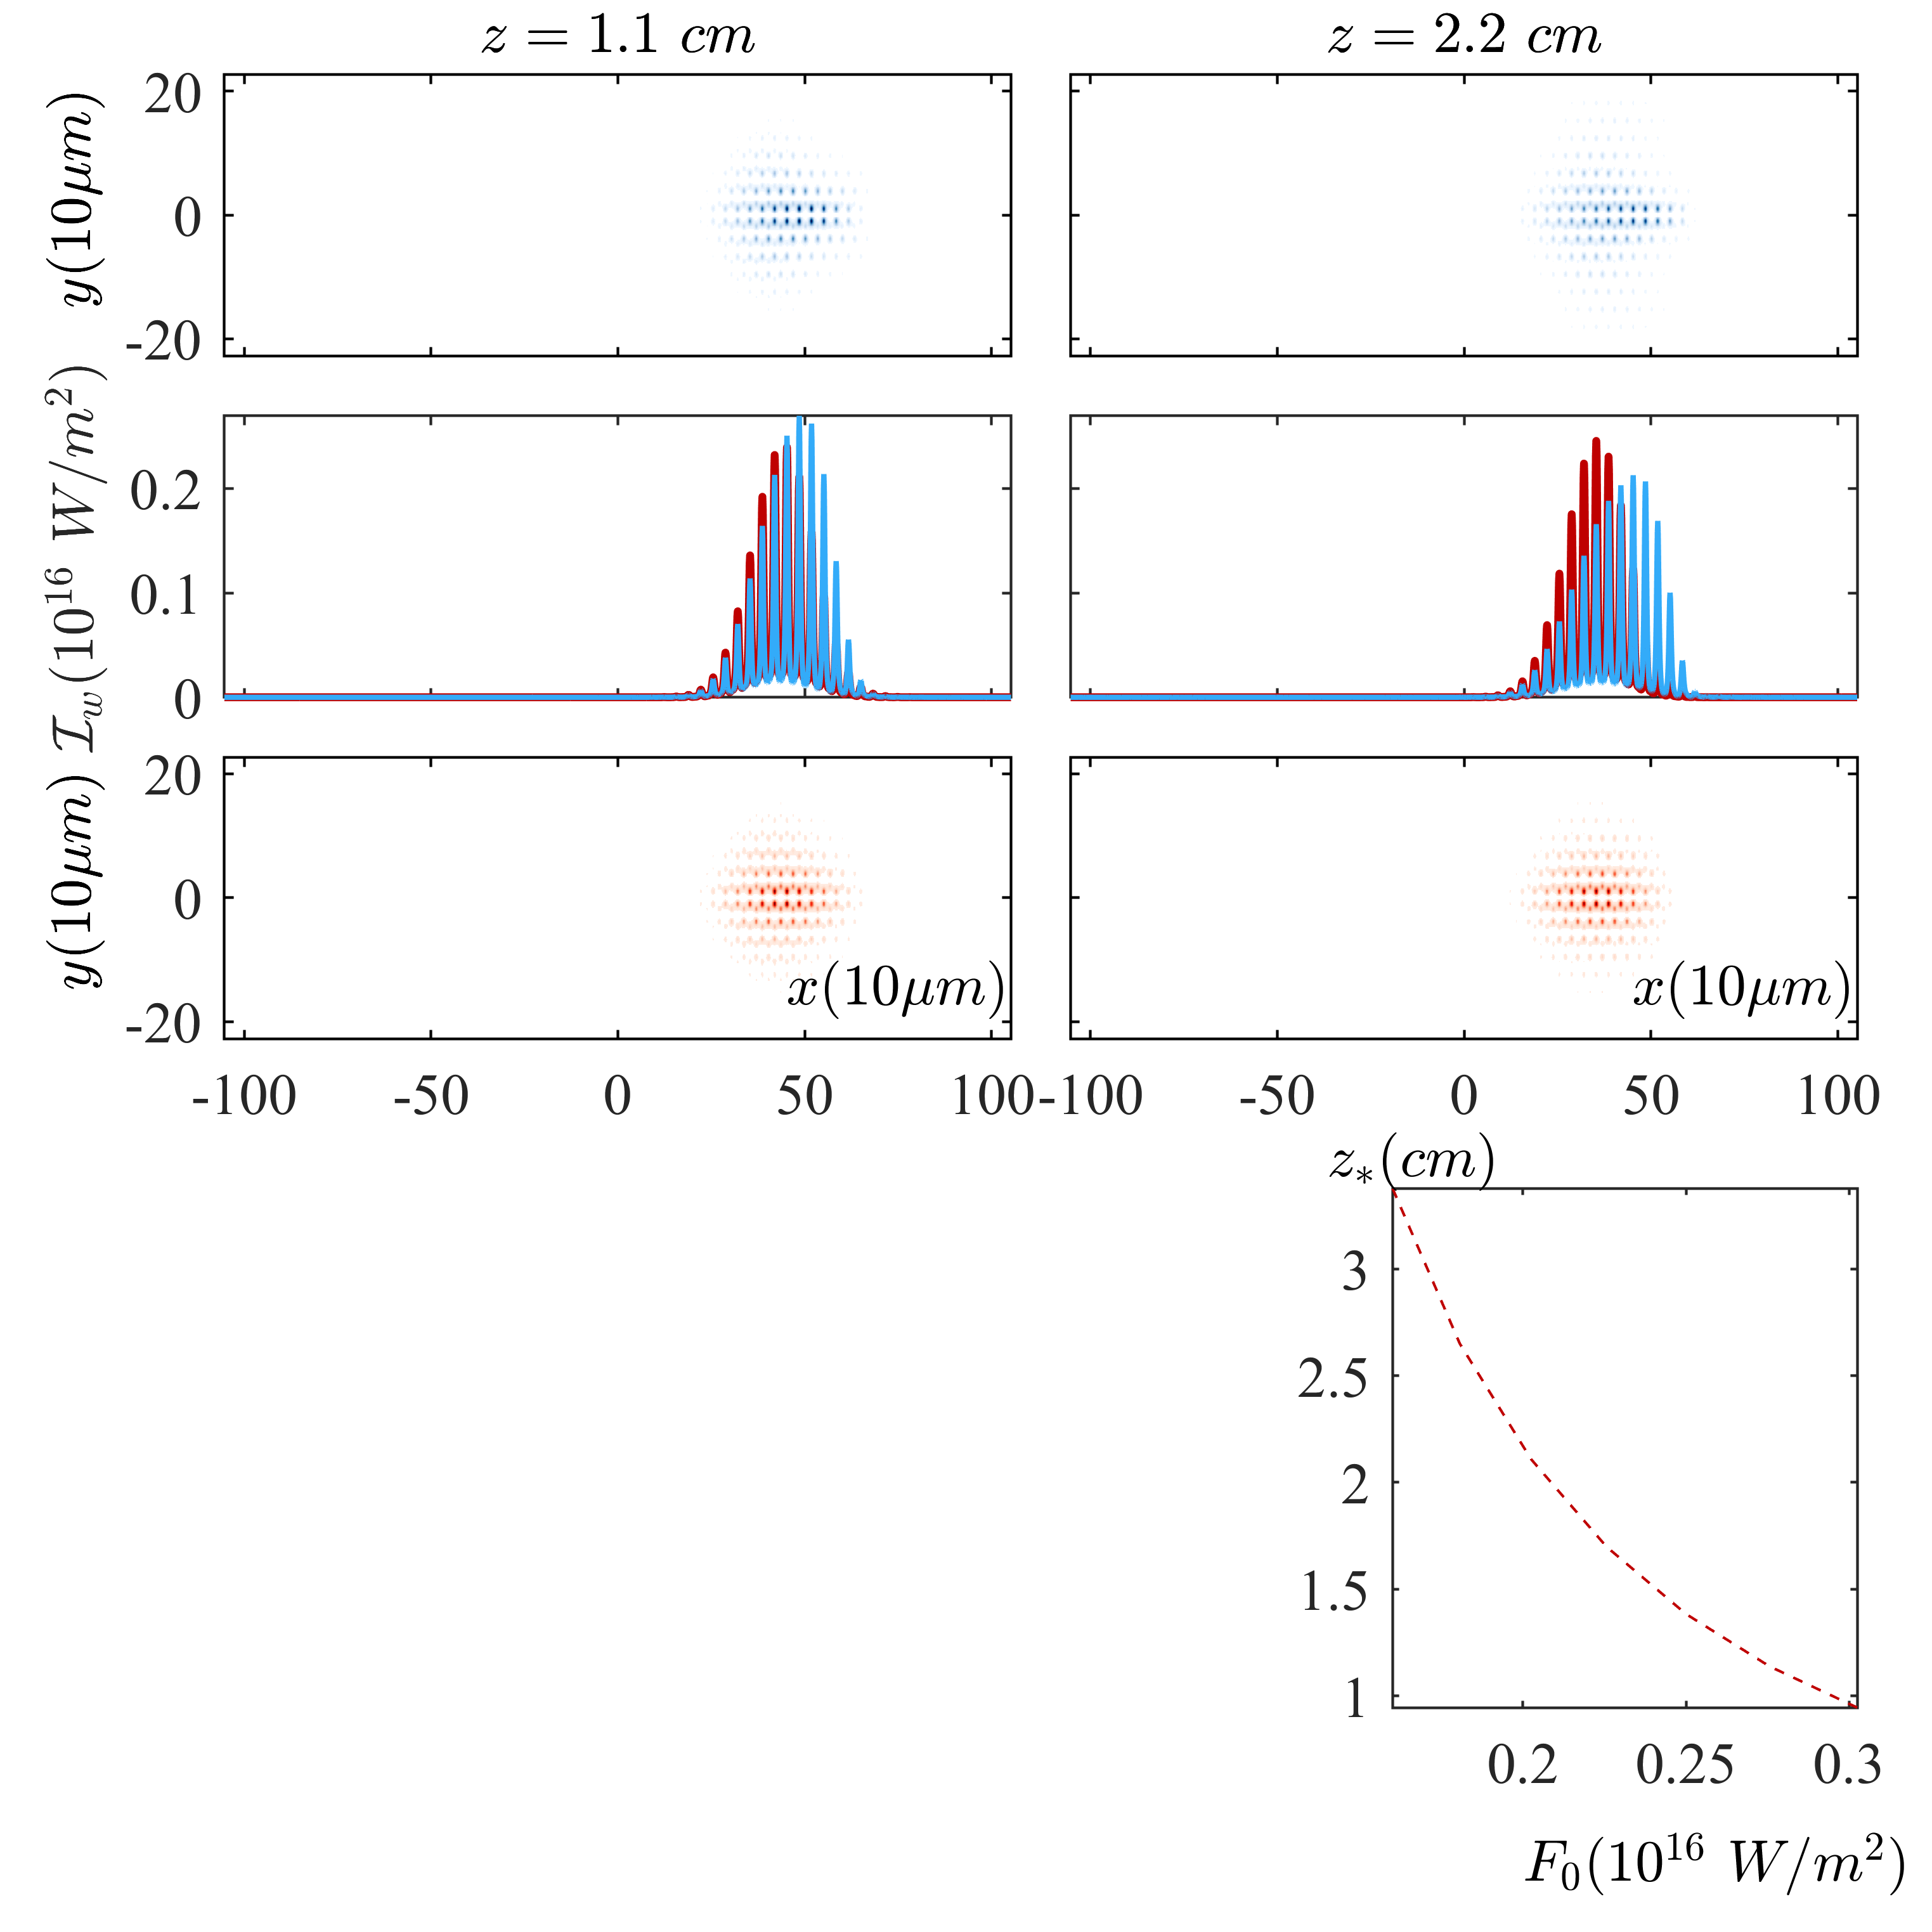 z = 1.1 cm
z = 2.2 cm
y(10μm)
20
0
-20
𝓘_w(10^16 W/m^2)
0.2
0.1
0
y(10μm)
20
0
-20
x(10μm)
x(10μm)
-100 -50 0 50 100
-100 -50 0 50 100
z_*(cm)
3
2.5
2
1.5
1
0.2 0.25 0.3
F_0(10^16 W/m^2)